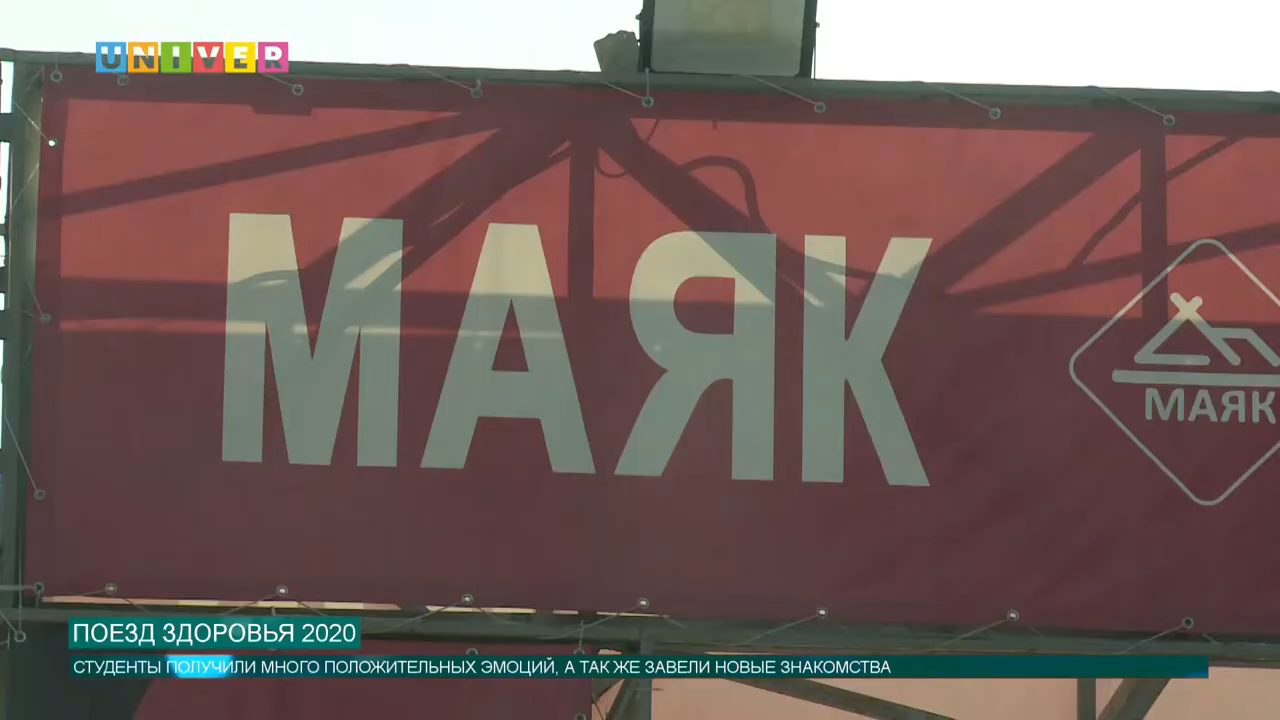 UNIVER
МАЯК
МАЯК
ПОЕЗД ЗДОРОВЬЯ 2020
СТУДЕНТЫ ПОЛУЧИЛИ МНОГО ПОЛОЖИТЕЛЬНЫХ ЭМОЦИЙ, А ТАК ЖЕ ЗАВЕЛИ НОВЫЕ ЗНАКОМСТВА